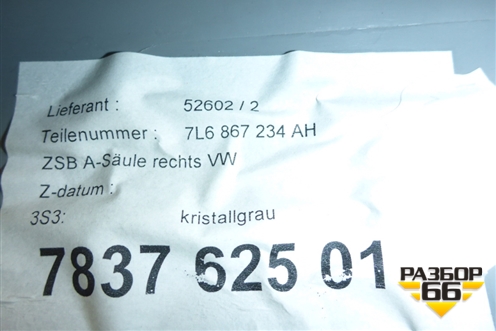 Lieferant : 52602 / 2
Teilenummer : 7L6 867 234 AH
ZSB A-Säule rechts VW
Z-datum :
3S3: kristallgrau
7837 625 01
РАЗБОР
66